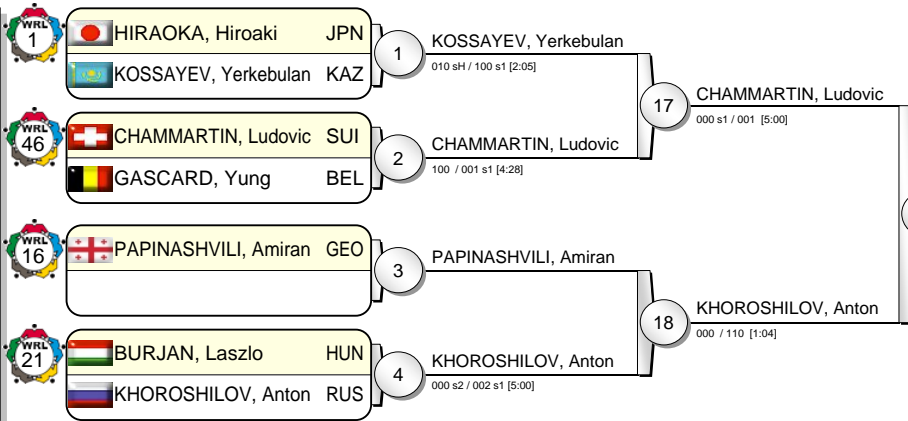 WRL
1
HIRAOKA, Hiroaki JPN
KOSSAYEV, Yerkebulan KAZ
1
KOSSAYEV, Yerkebulan
010 sH / 100 s1 [2:05]
WRL
46
CHAMMARTIN, Ludovic SUI
GASCARD, Yung BEL
2
CHAMMARTIN, Ludovic
100 / 001 s1 [4:28]
17
CHAMMARTIN, Ludovic
000 s1 / 001 [5:00]
WRL
16
PAPINASHVILI, Amiran GEO
3
PAPINASHVILI, Amiran
WRL
21
BURJAN, Laszlo HUN
KHOROSHILOV, Anton RUS
4
KHOROSHILOV, Anton
000 s2 / 002 s1 [5:00]
18
KHOROSHILOV, Anton
000 / 110 [1:04]